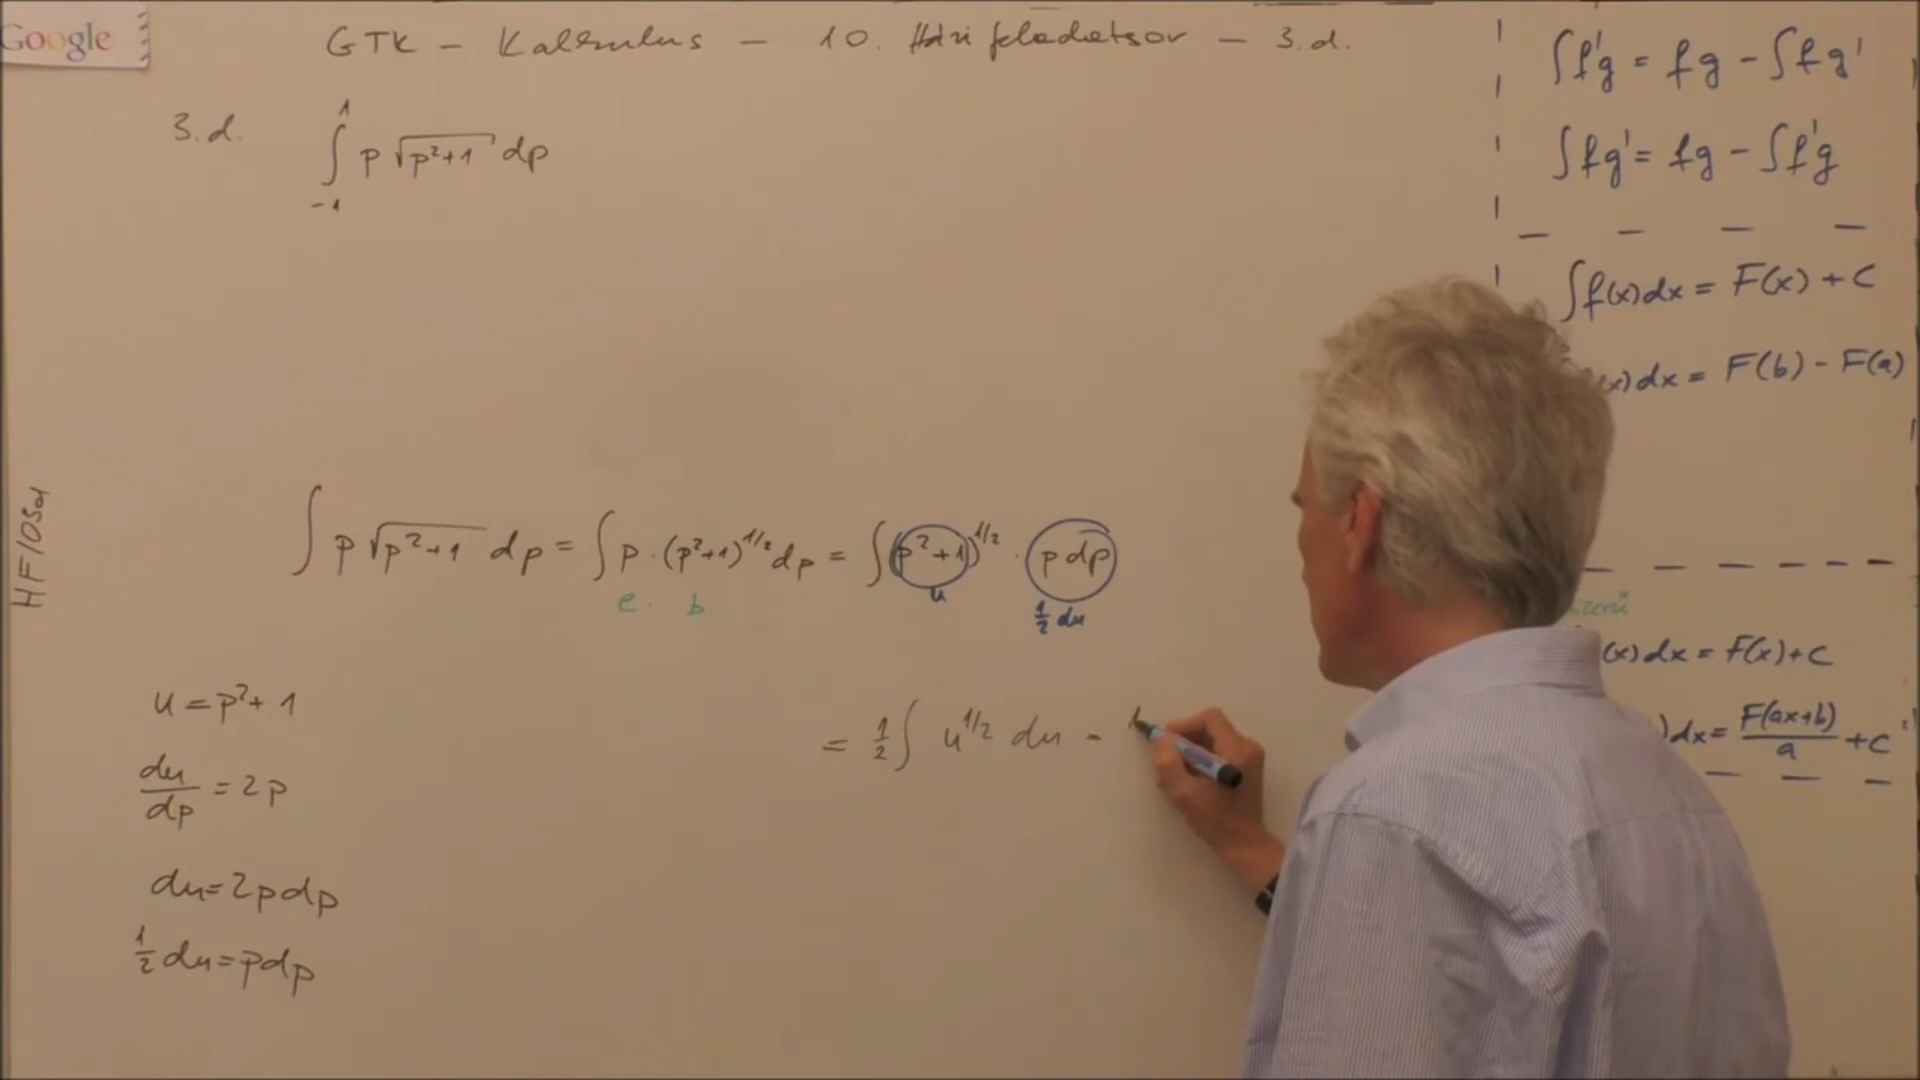 Google
GTK - Kalkulus - 10. Házi feladatsor - 3.d.
3.d. ∫₋₁¹ p √(p²+1) dp
∫ p √(p²+1) dp = ∫ p · (p²+1)^1/2 dp = ∫ (p²+1)^1/2 · p dp
e. b u 1/2 du
u = p² + 1
du/dp = 2p
du = 2p dp
1/2 du = p dp
= 1/2 ∫ u^1/2 du =
∫ f'g = fg - ∫ fg'
∫ fg' = fg - ∫ f'g
∫ f(x)dx = F(x) + C
(x)dx = F(b) - F(a)
(x)dx = F(x)+C
)dx = F(ax+b)/a + C